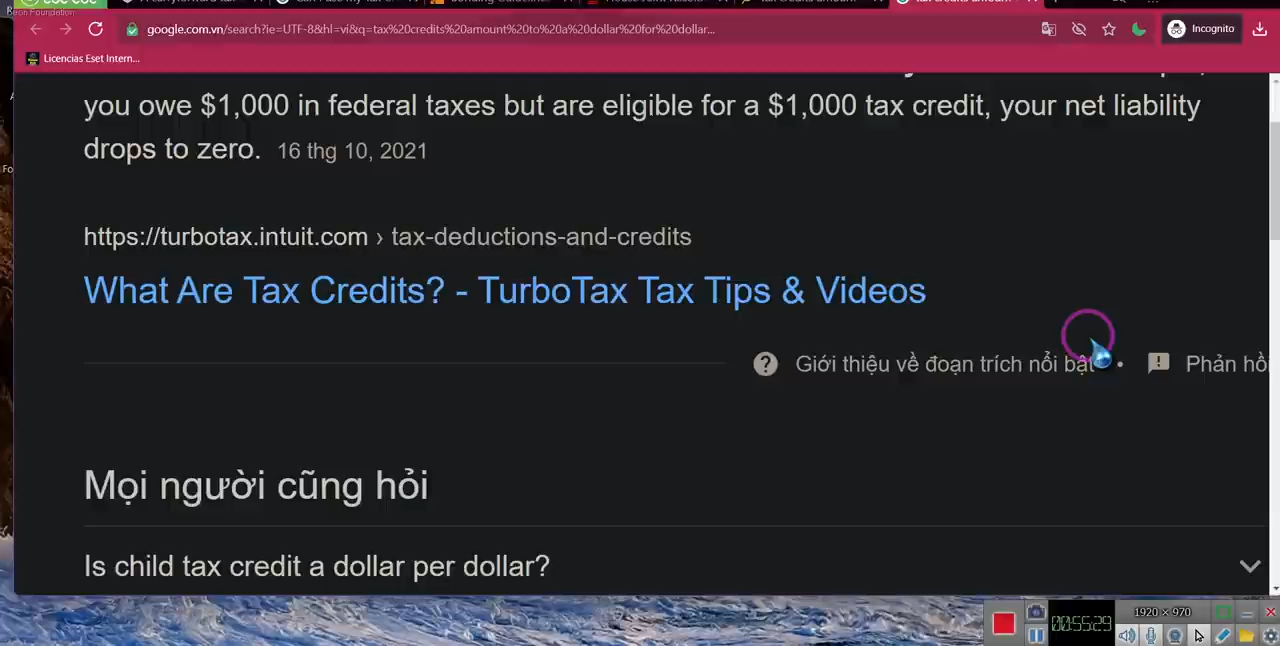 google.com.vn/search?ie=UTF-8&hl=vi&q=tax%20credits%20amount%20to%20a%20dollar%20for%20dollar...
Incognito
Licencias Eset Intern...
you owe $1,000 in federal taxes but are eligible for a $1,000 tax credit, your net liability
drops to zero. 16 thg 10, 2021
https://turbotax.intuit.com › tax-deductions-and-credits
What Are Tax Credits? - TurboTax Tax Tips & Videos
Giới thiệu về đoạn trích nổi bật • Phản hồi
Mọi người cũng hỏi
Is child tax credit a dollar per dollar?
1920 × 970
00:55:29